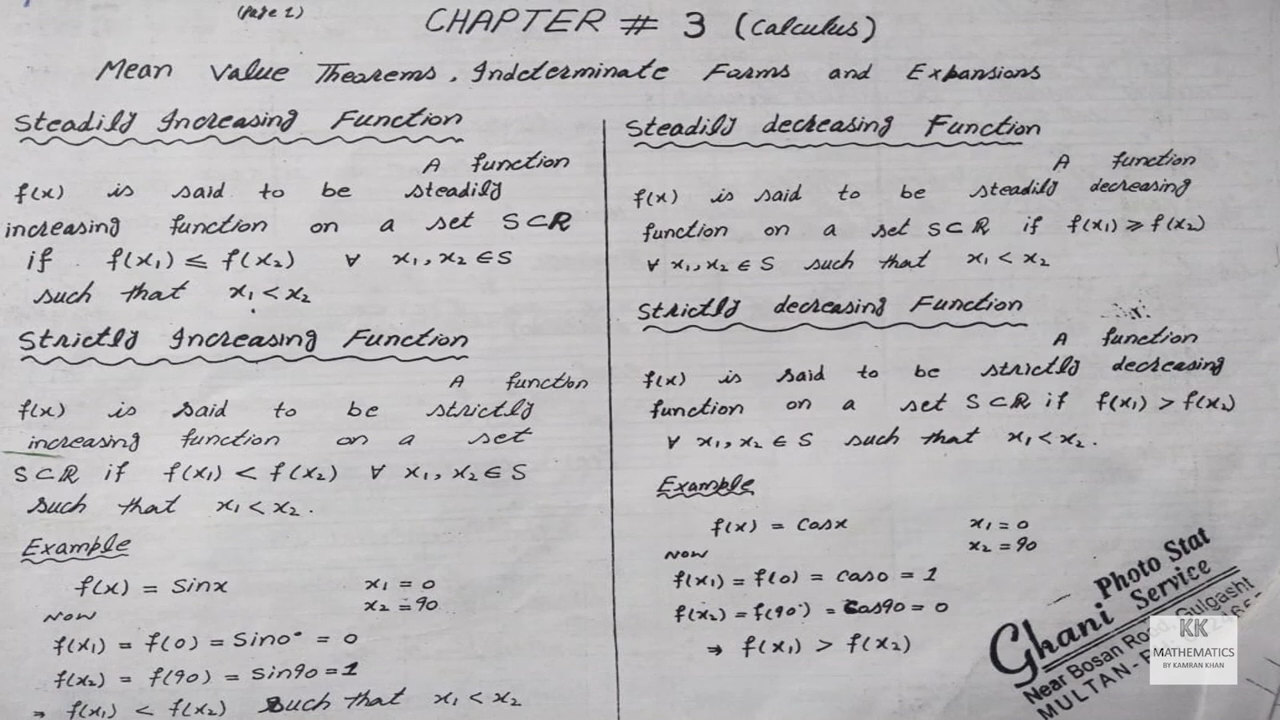 (Page 1)
CHAPTER # 3 (Calculus)
Mean Value Theorems, Indeterminate Forms and Expansions
Steadily Increasing Function
A function
f(x) is said to be steadily
increasing function on a set S⊂R
if f(x₁) ≤ f(x₂) ∀ x₁,x₂ ∈ S
such that x₁ < x₂
Strictly Increasing Function
A function
f(x) is said to be strictly
increasing function on a set
S⊂R if f(x₁) < f(x₂) ∀ x₁, x₂ ∈ S
such that x₁ < x₂.
Example
f(x) = Sinx x₁ = 0
x₂ = 90
NOW
f(x₁) = f(0) = Sin0° = 0
f(x₂) = f(90) = sin90 = 1
⇒ f(x₁) < f(x₂) Such that x₁ < x₂
Steadily decreasing Function
A function
f(x) is said to be steadily decreasing
function on a set S⊂R if f(x₁) ≥ f(x₂)
∀ x₁,x₂ ∈ S such that x₁ < x₂
Strictly decreasing Function
A function
f(x) is said to be strictly decreasing
function on a set S⊂R if f(x₁) > f(x₂)
∀ x₁,x₂ ∈ S such that x₁ < x₂.
Example
f(x) = Cosx x₁ = 0
x₂ = 90
NOW
f(x₁) = f(0) = cos0 = 1
f(x₂) = f(90°) = Cos90 = 0
⇒ f(x₁) > f(x₂)
Ghani Photo Stat
Service
Near Bosan Road, Gulgasht
MULTAN -
KK
MATHEMATICS
BY KAMRAN KHAN